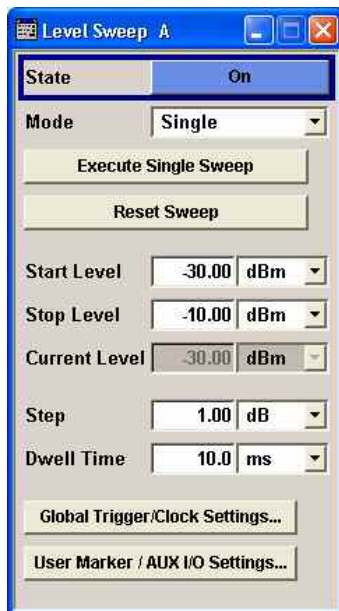 Level Sweep A
State On
Mode Single
Execute Single Sweep
Reset Sweep
Start Level -30.00 dBm
Stop Level -10.00 dBm
Current Level -30.00 dBm
Step 1.00 dB
Dwell Time 10.0 ms
Global Trigger/Clock Settings...
User Marker / AUX I/O Settings...